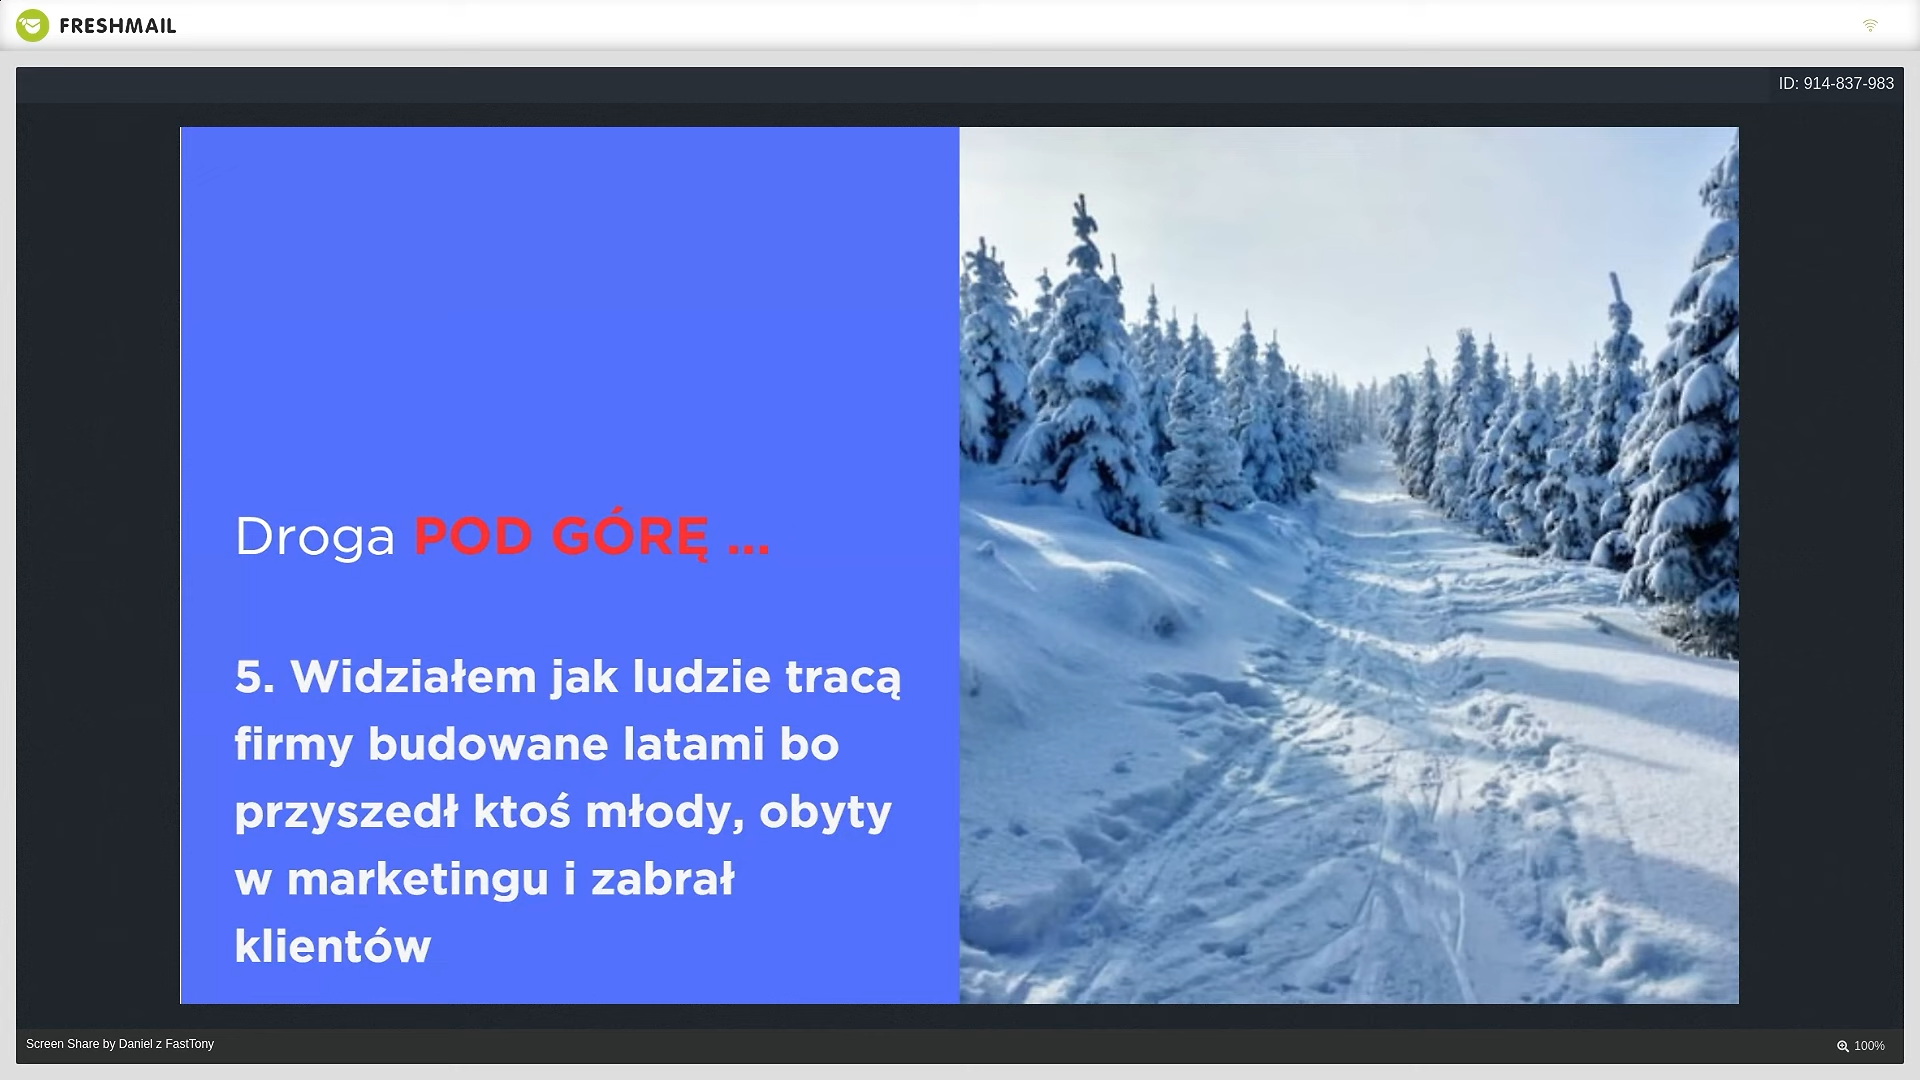 FRESHMAIL
ID: 914-837-983
Droga POD GÓRĘ ...
5. Widziałem jak ludzie tracą
firmy budowane latami bo
przyszedł ktoś młody, obyty
w marketingu i zabrał
klientów
Screen Share by Daniel z FastTony
100%